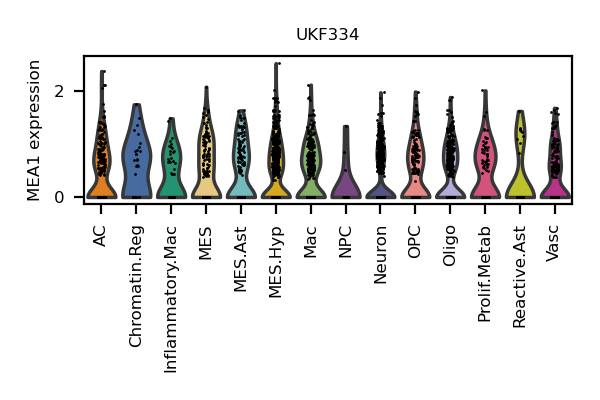 UKF334
MEA1 expression
2
0
AC
Chromatin.Reg
Inflammatory.Mac
MES
MES.Ast
MES.Hyp
Mac
NPC
Neuron
OPC
Oligo
Prolif.Metab
Reactive.Ast
Vasc